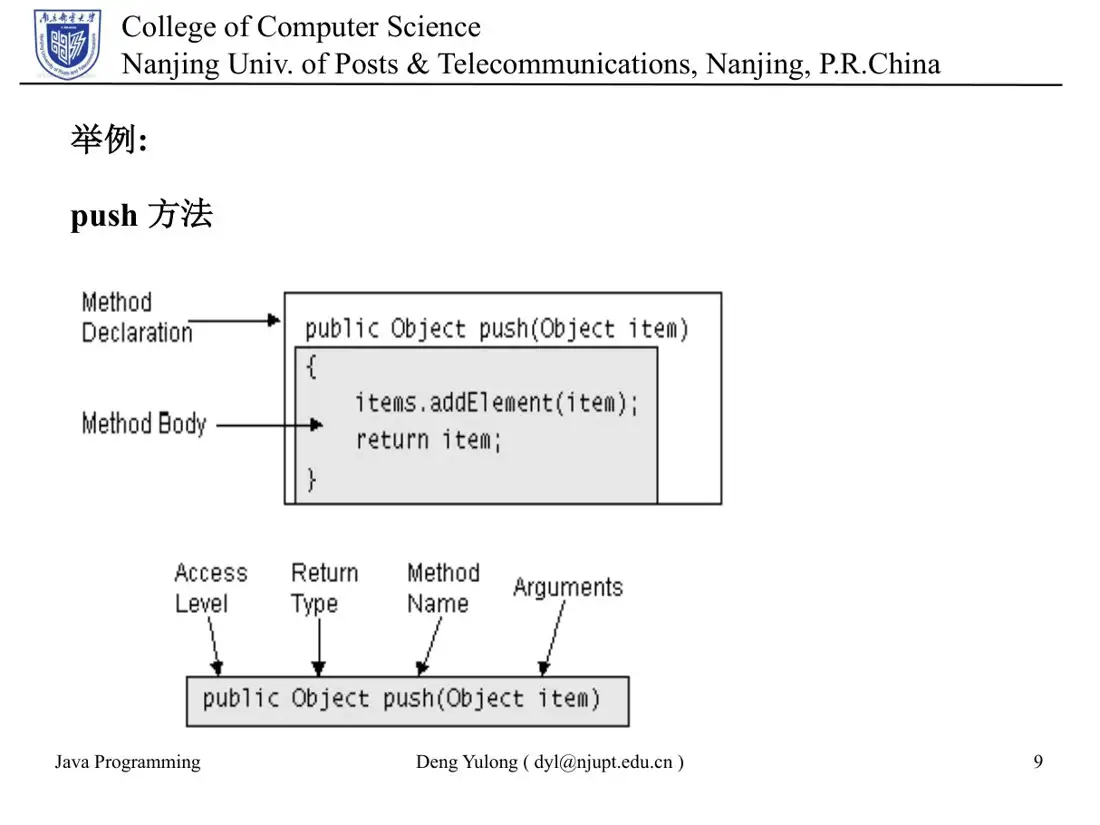 College of Computer Science
Nanjing Univ. of Posts & Telecommunications, Nanjing, P.R.China
举例:
push 方法
Method
Declaration
public Object push(Object item)
{
items.addElement(item);
Method Body
return item;
}
Access
Level
Return
Type
Method
Name
Arguments
public Object push(Object item)
Java Programming
Deng Yulong ( dyl@njupt.edu.cn )
9